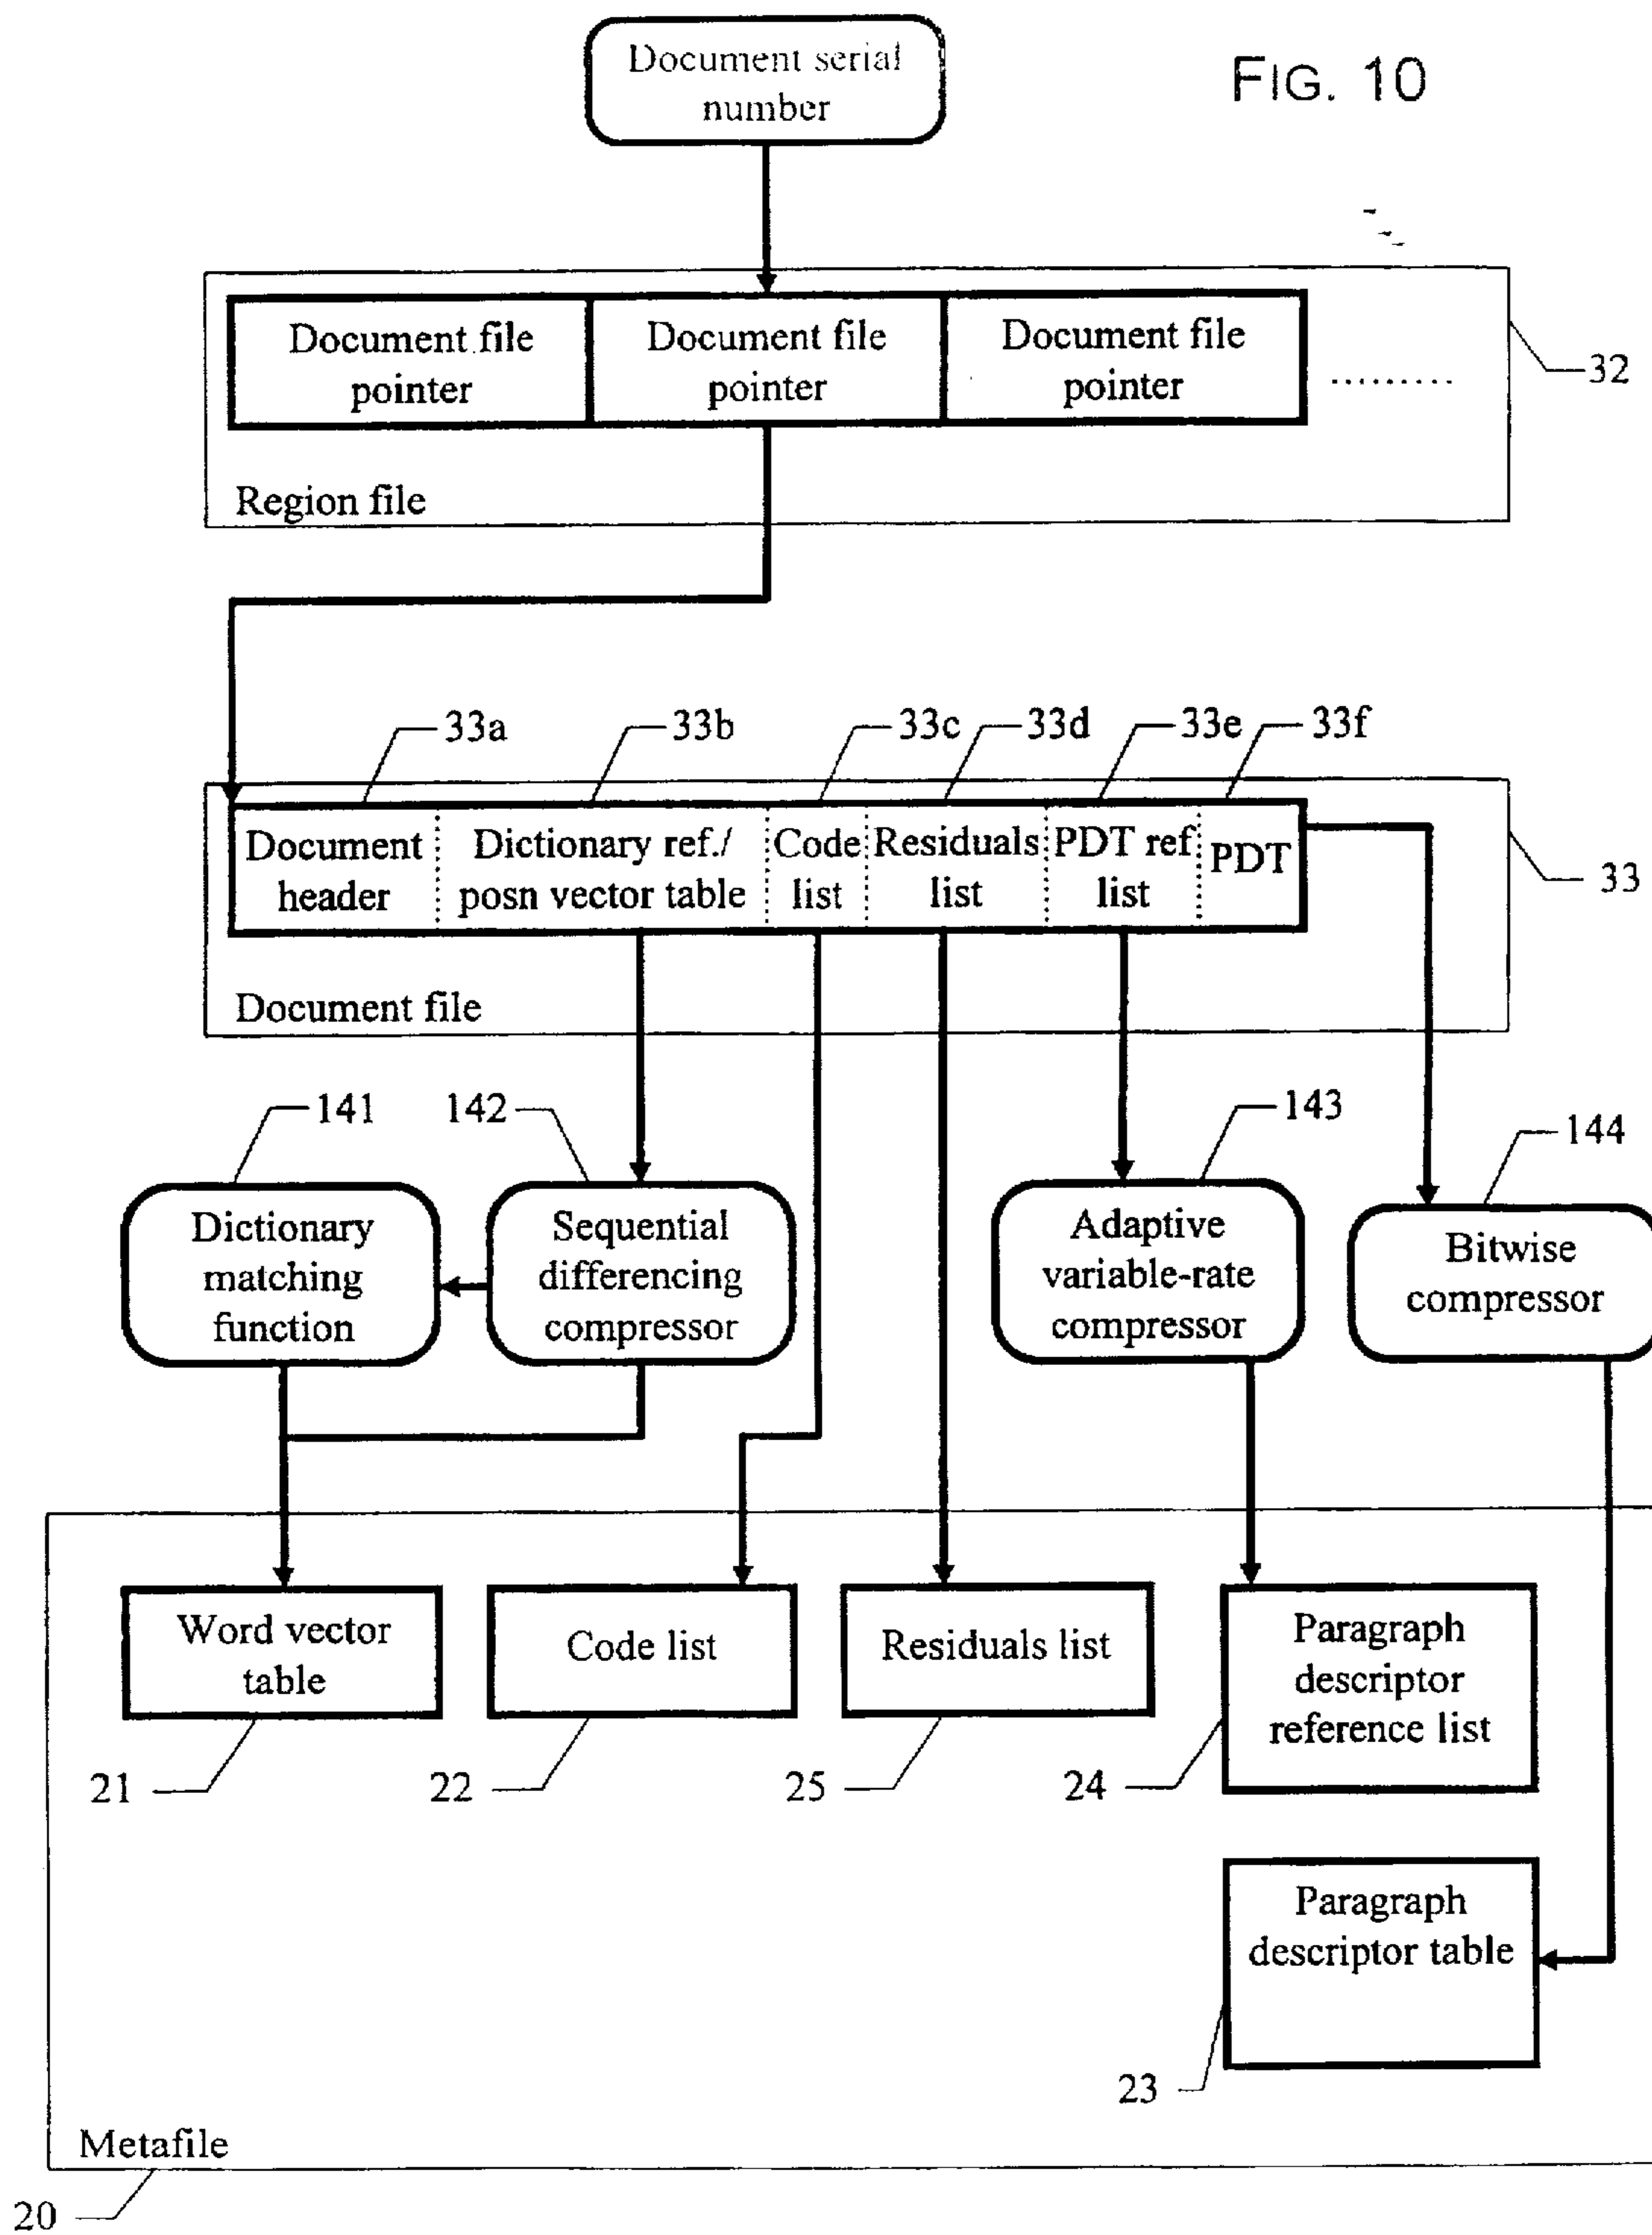 Document serial
number
FIG. 10
Document file
pointer
Document file
pointer
Document file
pointer
..........
32
Region file
33a
33b
33c
33d
33e
33f
Document
header
Dictionary ref./
posn vector table
Code
list
Residuals
list
PDT ref
list
PDT
33
Document file
141
142
143
144
Dictionary
matching
function
Sequential
differencing
compressor
Adaptive
variable-rate
compressor
Bitwise
compressor
Word vector
table
Code list
Residuals list
Paragraph
descriptor
reference list
21
22
25
24
Paragraph
descriptor table
23
Metafile
20